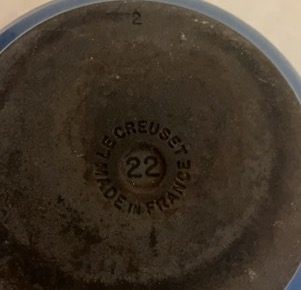 2
LE CREUSET
22
MADE IN FRANCE